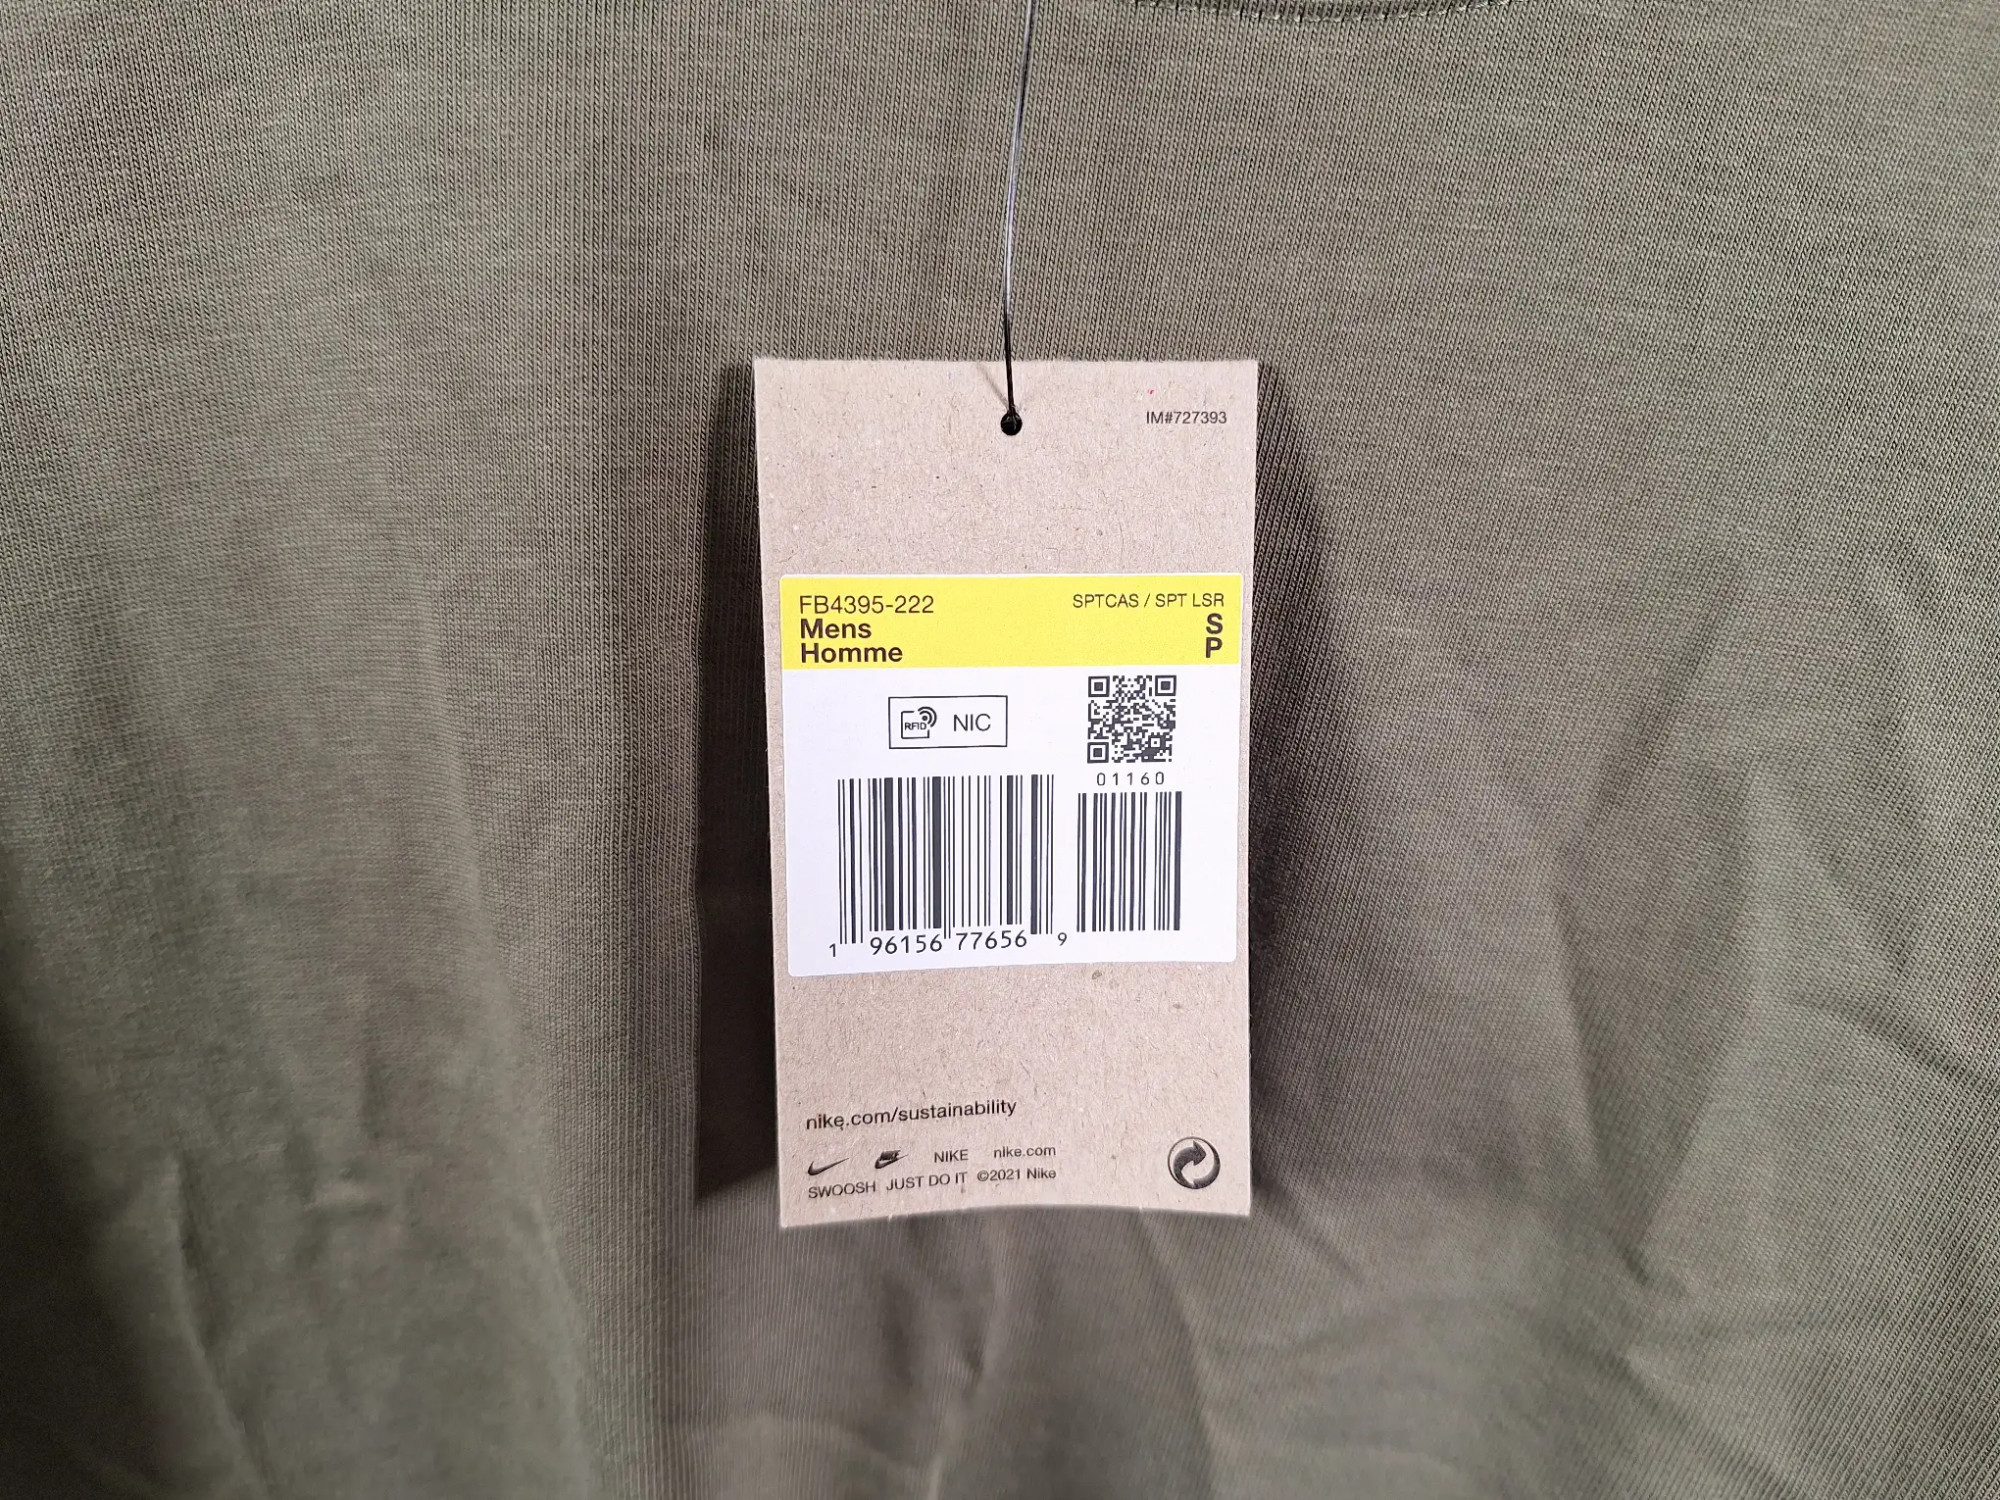 IM#727393
FB4395-222 SPTCAS / SPT LSR
Mens S
Homme P
RFID NIC
01160
1 96156 77656 9
nike.com/sustainability
NIKE nike.com
SWOOSH JUST DO IT ©2021 Nike